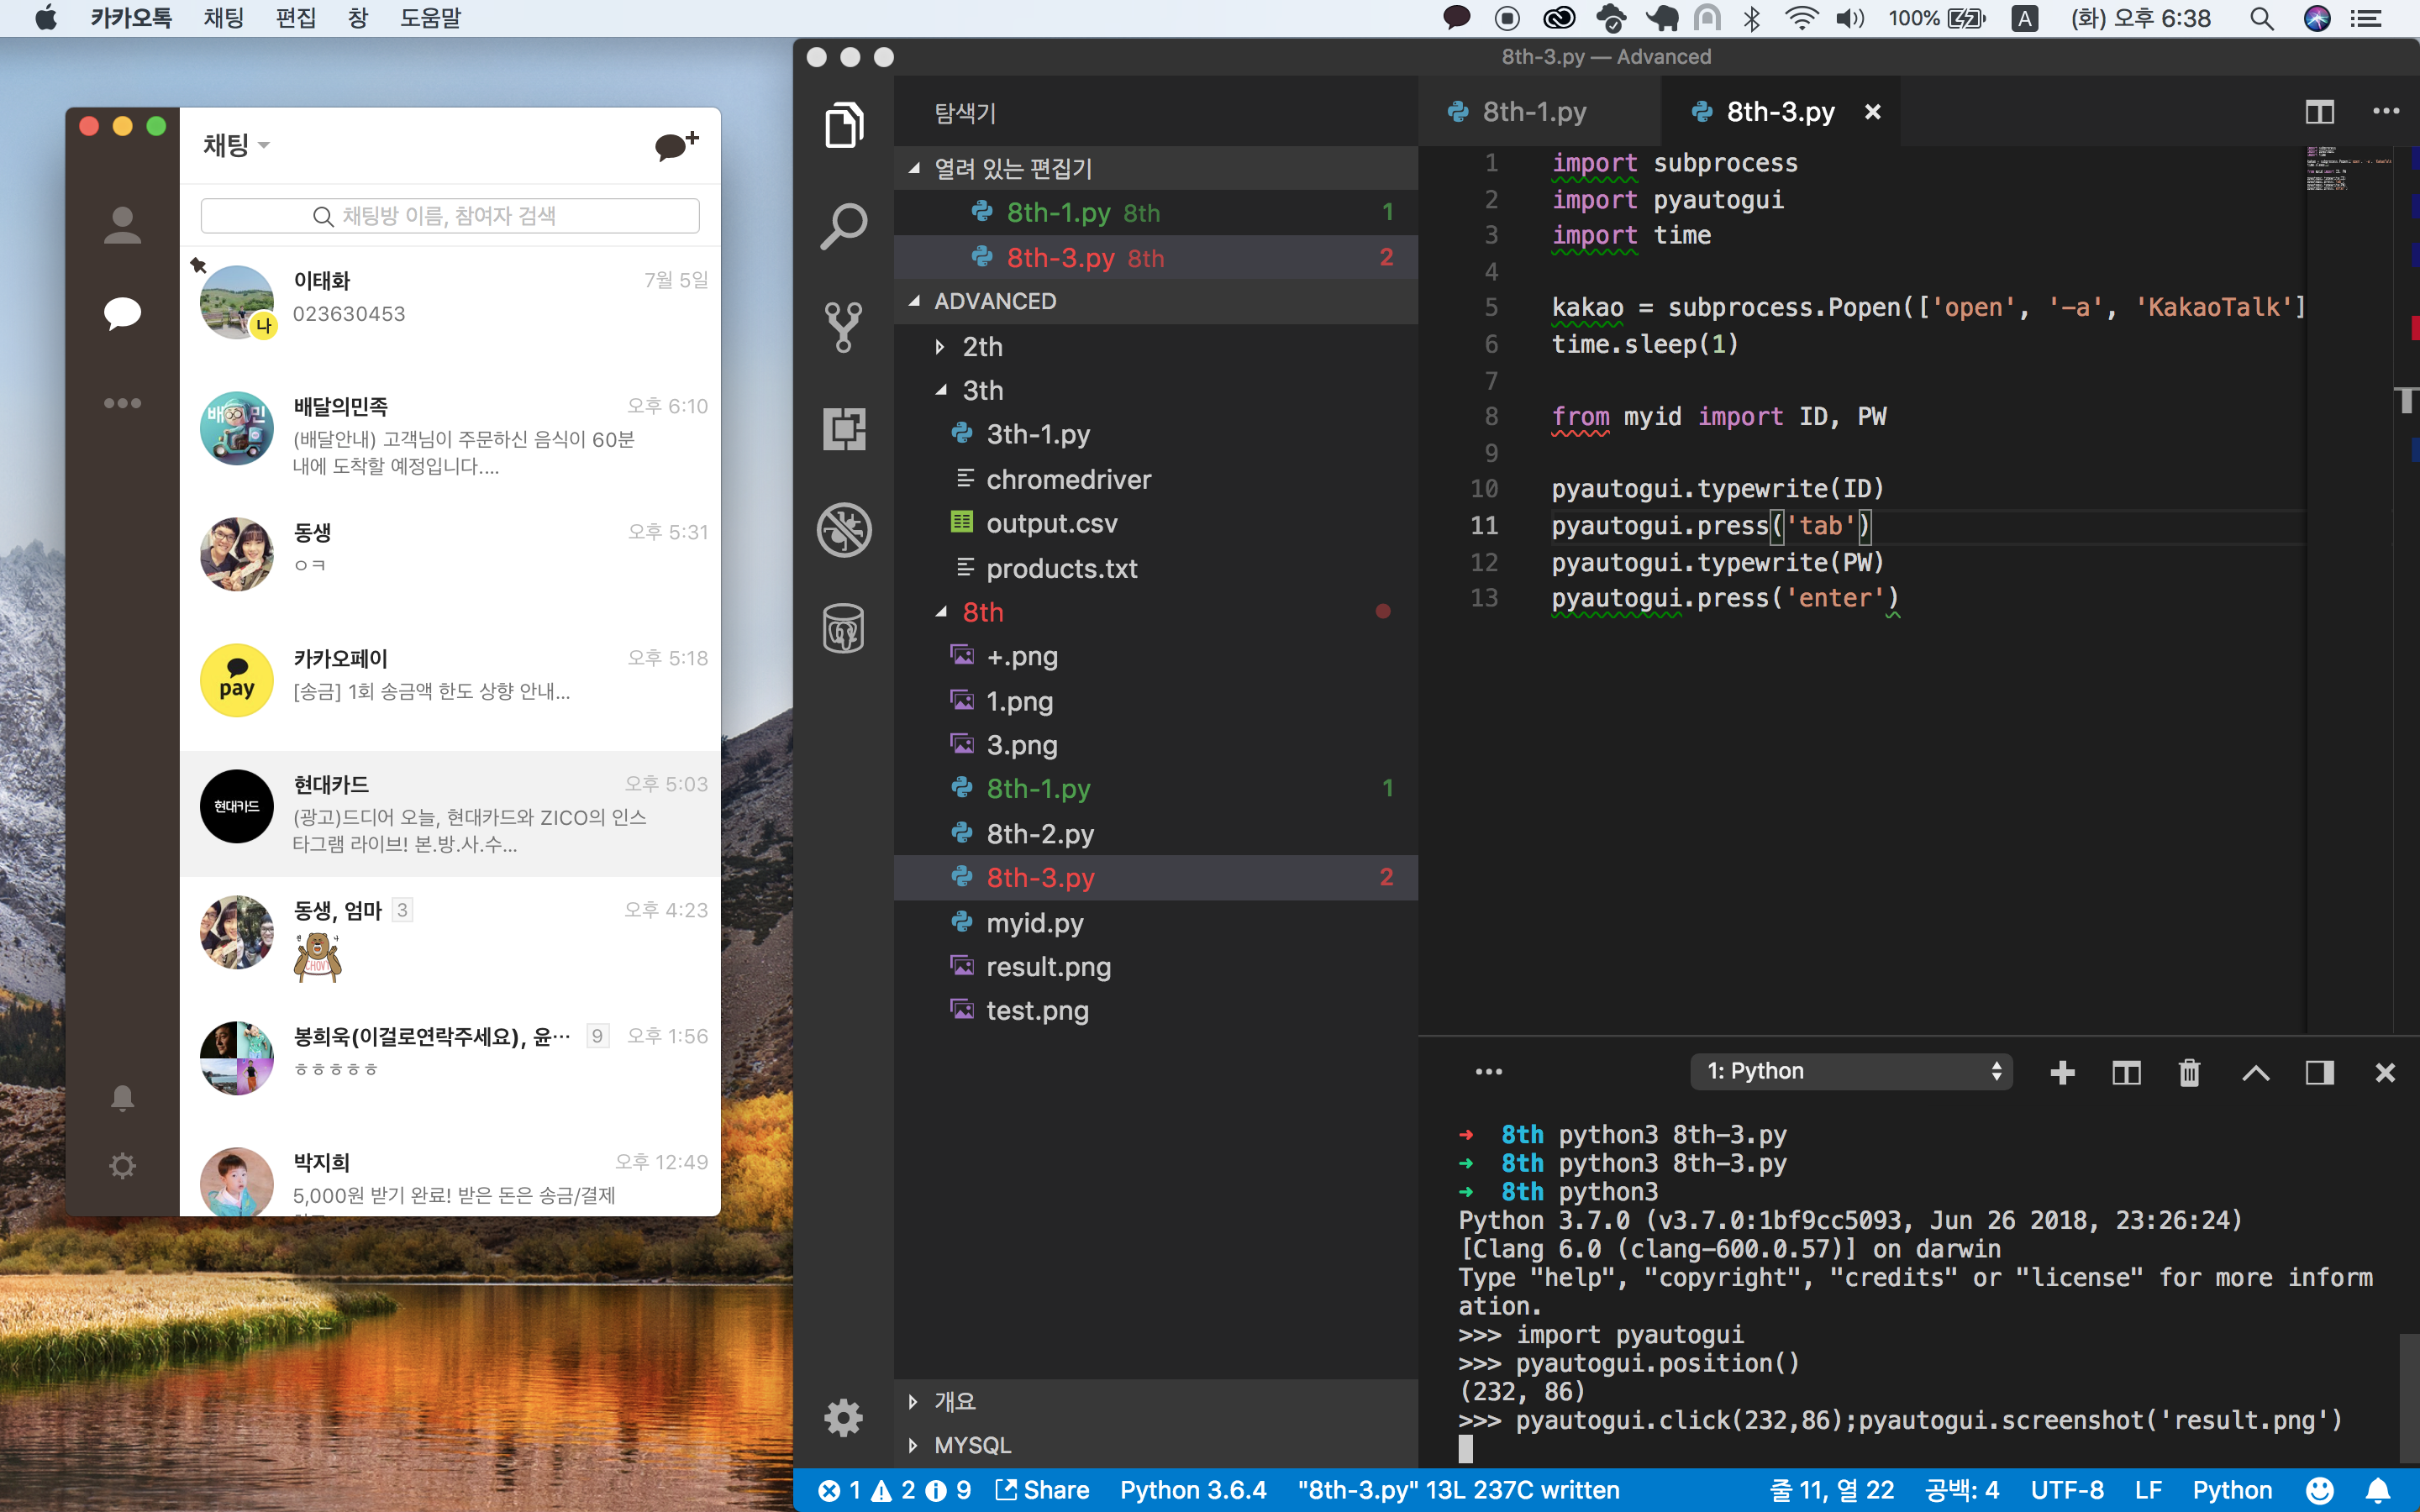 카카오톡 채팅 편집 창 도움말
100% A (화) 오후 6:38
채팅
채팅방 이름, 참여자 검색
이태화 7월 5일
나
023630453
배민
배달의민족 오후 6:10
(배달안내) 고객님이 주문하신 음식이 60분
내에 도착할 예정입니다....
동생 오후 5:31
ㅇㅋ
pay
카카오페이 오후 5:18
[송금] 1회 송금액 한도 상향 안내...
현대카드
현대카드 오후 5:03
(광고)드디어 오늘, 현대카드와 ZICO의 인스
타그램 라이브! 본.방.사.수...
동생, 엄마 3 오후 4:23
봉희욱(이걸로연락주세요), 윤… 9 오후 1:56
ㅎㅎㅎㅎㅎ
박지희 오후 12:49
5,000원 받기 완료! 받은 돈은 송금/결제
8th-3.py — Advanced
탐색기
열려 있는 편집기
8th-1.py 8th 1
8th-3.py 8th 2
ADVANCED
2th
3th
3th-1.py
chromedriver
output.csv
products.txt
8th
+.png
1.png
3.png
8th-1.py 1
8th-2.py
8th-3.py 2
myid.py
result.png
test.png
개요
MYSQL
8th-1.py 8th-3.py
1 import subprocess
2 import pyautogui
3 import time
4
5 kakao = subprocess.Popen(['open', '-a', 'KakaoTalk']
6 time.sleep(1)
7
8 from myid import ID, PW
9
10 pyautogui.typewrite(ID)
11 pyautogui.press('tab')
12 pyautogui.typewrite(PW)
13 pyautogui.press('enter')
1: Python
➜ 8th python3 8th-3.py
➜ 8th python3 8th-3.py
➜ 8th python3
Python 3.7.0 (v3.7.0:1bf9cc5093, Jun 26 2018, 23:26:24)
[Clang 6.0 (clang-600.0.57)] on darwin
Type "help", "copyright", "credits" or "license" for more inform
ation.
>>> import pyautogui
>>> pyautogui.position()
(232, 86)
>>> pyautogui.click(232,86);pyautogui.screenshot('result.png')
1 2 9 Share Python 3.6.4 "8th-3.py" 13L 237C written 줄 11, 열 22 공백: 4 UTF-8 LF Python